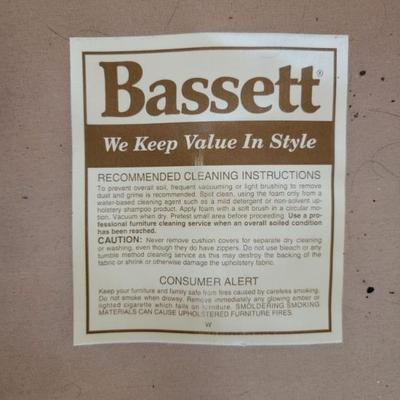 Bassett®
We Keep Value In Style
RECOMMENDED CLEANING INSTRUCTIONS
To prevent overall soil, frequent vacuuming or light brushing to remove
dust and grime is recommended. Spot clean, using the foam only from a
water-based cleaning agent such as a mild detergent or non-solvent up-
holstery shampoo product. Apply foam with a soft brush in a circular mo-
tion. Vacuum when dry. Pretest small area before proceeding. Use a pro-
fessional furniture cleaning service when an overall soiled condition
has been reached.
CAUTION: Never remove cushion covers for separate dry cleaning
or washing, even though they do have zippers. Do not use bleach or any
tumble method cleaning service as this may destroy the backing of the
fabric or shrink or otherwise damage the upholstery fabric.
CONSUMER ALERT
Keep your furniture and family safe from fires caused by careless smoking.
Do not smoke when drowsy. Remove immediately any glowing ember or
lighted cigarette which falls on furniture. SMOLDERING SMOKING
MATERIALS CAN CAUSE UPHOLSTERED FURNITURE FIRES.
W